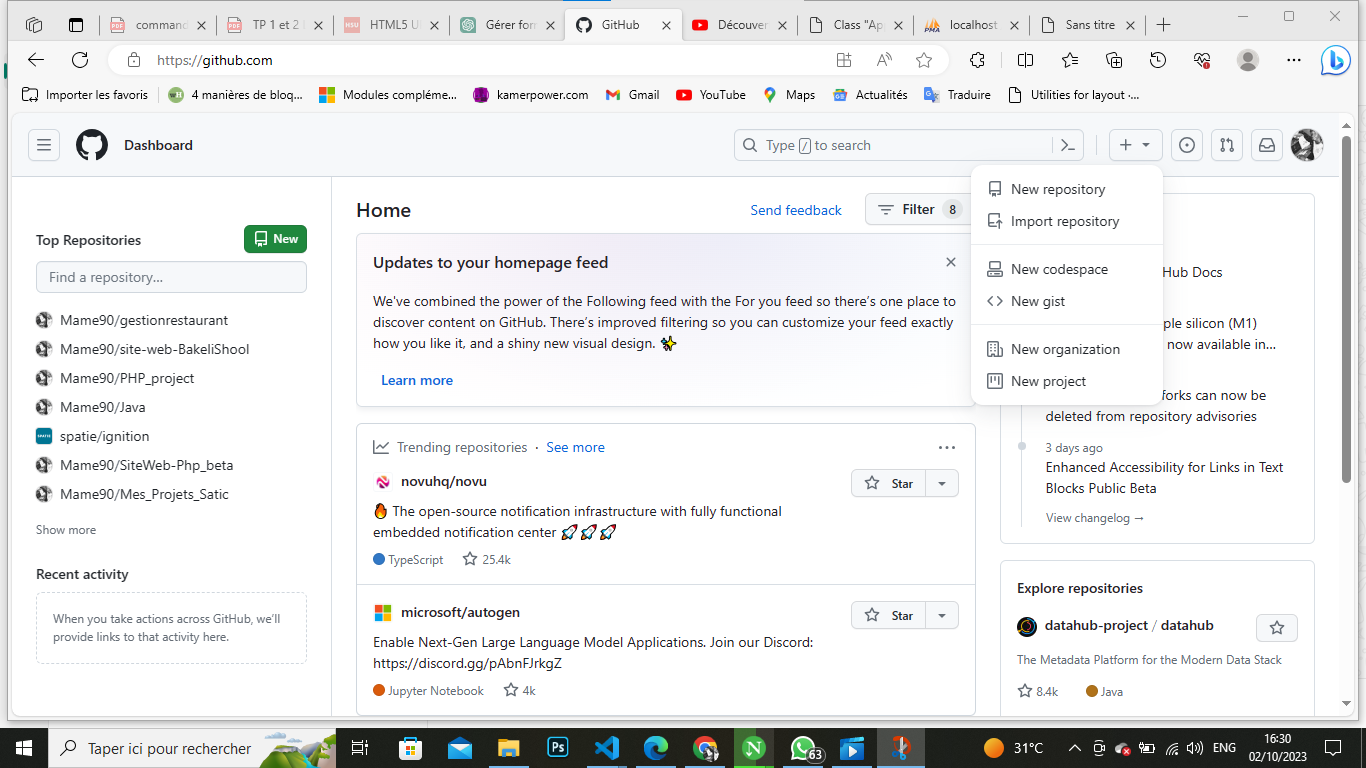 command
TP 1 et 2
HTML5 U
Gérer for
GitHub
Découver
Class "Ap
localhost
Sans titre
https://github.com
Importer les favoris
4 manières de bloq...
Modules compléme...
kamerpower.com
Gmail
YouTube
Maps
Actualités
Traduire
Utilities for layout ·...
Dashboard
Type / to search
New repository
Import repository
New codespace
New gist
New organization
New project
Top Repositories
New
Find a repository...
Mame90/gestionrestaurant
Mame90/site-web-BakeliShool
Mame90/PHP_project
Mame90/Java
spatie/ignition
Mame90/SiteWeb-Php_beta
Mame90/Mes_Projets_Satic
Show more
Recent activity
When you take actions across GitHub, we'll
provide links to that activity here.
Home
Send feedback
Filter 8
Updates to your homepage feed
We've combined the power of the Following feed with the For you feed so there's one place to
discover content on GitHub. There's improved filtering so you can customize your feed exactly
how you like it, and a shiny new visual design. ✨
Learn more
Trending repositories · See more
novuhq/novu
Star
🔥 The open-source notification infrastructure with fully functional
embedded notification center 🚀🚀🚀
TypeScript 25.4k
microsoft/autogen
Star
Enable Next-Gen Large Language Model Applications. Join our Discord:
https://discord.gg/pAbnFJrkgZ
Jupyter Notebook 4k
Hub Docs
ple silicon (M1)
now available in...
forks can now be
deleted from repository advisories
3 days ago
Enhanced Accessibility for Links in Text
Blocks Public Beta
View changelog →
Explore repositories
datahub-project / datahub
The Metadata Platform for the Modern Data Stack
8.4k Java
Taper ici pour rechercher
Ps
63
31°C
ENG
16:30
02/10/2023